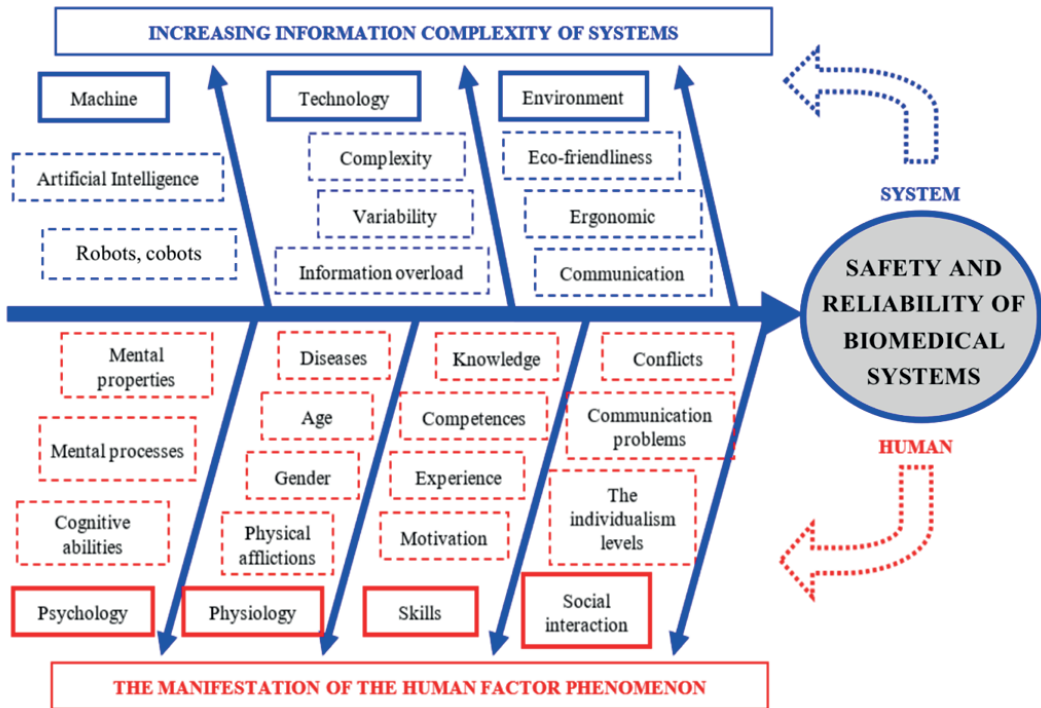 INCREASING INFORMATION COMPLEXITY OF SYSTEMS
Machine
Technology
Environment
Artificial Intelligence
Robots, cobots
Complexity
Variability
Information overload
Eco-friendliness
Ergonomic
Communication
SYSTEM
SAFETY AND
RELIABILITY OF
BIOMEDICAL
SYSTEMS
HUMAN
Mental
properties
Mental processes
Cognitive
abilities
Psychology
Diseases
Age
Gender
Physical
afflictions
Physiology
Knowledge
Competences
Experience
Motivation
Skills
Conflicts
Communication
problems
The
individualism
levels
Social
interaction
THE MANIFESTATION OF THE HUMAN FACTOR PHENOMENON